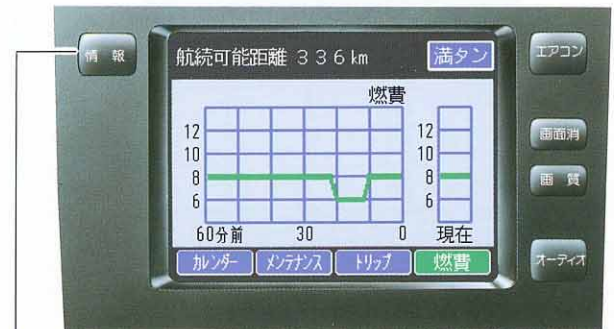 情報
エアコン
画面消
画質
オーディオ
航続可能距離 336km
満タン
燃費
12
10
8
6
60分前 30 0
12
10
8
6
現在
カレンダー メンテナンス トリップ 燃費